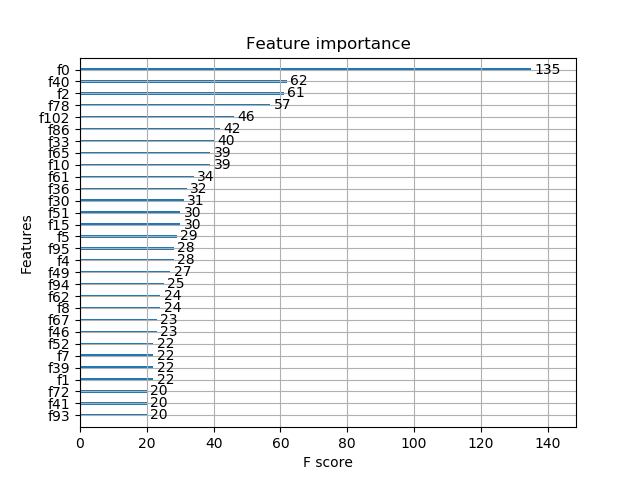 Feature importance
f0 135
f40 62
f2 61
f78 57
f102 46
f86 42
f33 40
f65 39
f10 39
f61 34
f36 32
f30 31
f51 30
f15 30
f5 29
f95 28
f4 28
f49 27
f94 25
f62 24
f8 24
f67 23
f46 23
f52 22
f7 22
f39 22
f1 22
f72 20
f41 20
f93 20
Features
0 20 40 60 80 100 120 140
F score